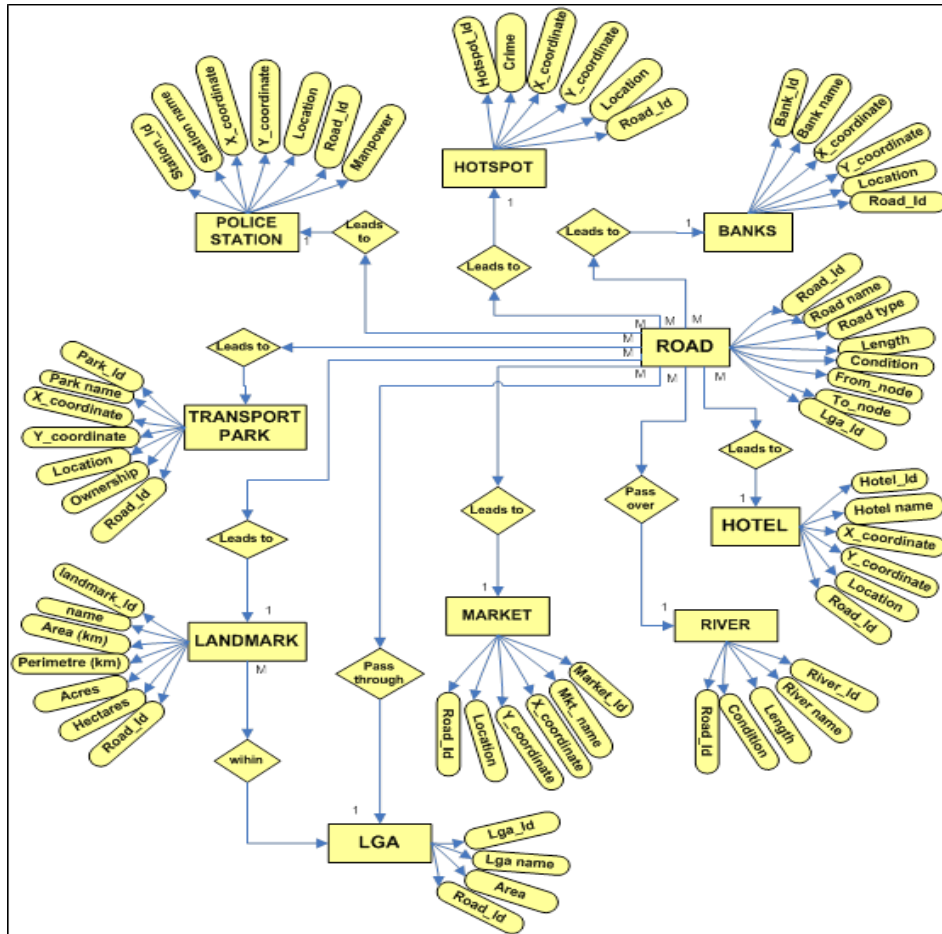 Station_id
Station name
X_coordinate
Y_coordinate
Location
Road_Id
Manpower
POLICE
STATION
Leads
to
1
Hotspot_Id
Crime
X_coordinate
Y_coordinate
Location
Road_Id
HOTSPOT
1
Leads to
Bank_Id
Bank name
X_coordinate
Y_coordinate
Location
Road_Id
BANKS
1
Leads
to
Road_Id
Road name
Road type
Length
Condition
From_node
To_node
Lga_Id
ROAD
M
M
M
M
M
M
M
M
Leads to
Park_Id
Park name
X_coordinate
Y_coordinate
Location
Ownership
Road_Id
TRANSPORT
PARK
Leads to
Leads to
Leads to
Pass
over
Hotel_Id
Hotel name
X_coordinate
Y_coordinate
Location
Road_Id
HOTEL
1
landmark_Id
name
Area (km)
Perimetre (km)
Acres
Hectares
Road_Id
LANDMARK
1
M
Pass
through
MARKET
1
Road_Id
Location
Y_coordinate
X_coordinate
Mkt_ name
Market_Id
RIVER
1
Road_Id
Condition
Length
River name
River_Id
wihin
LGA
1
Lga_Id
Lga name
Area
Road_Id